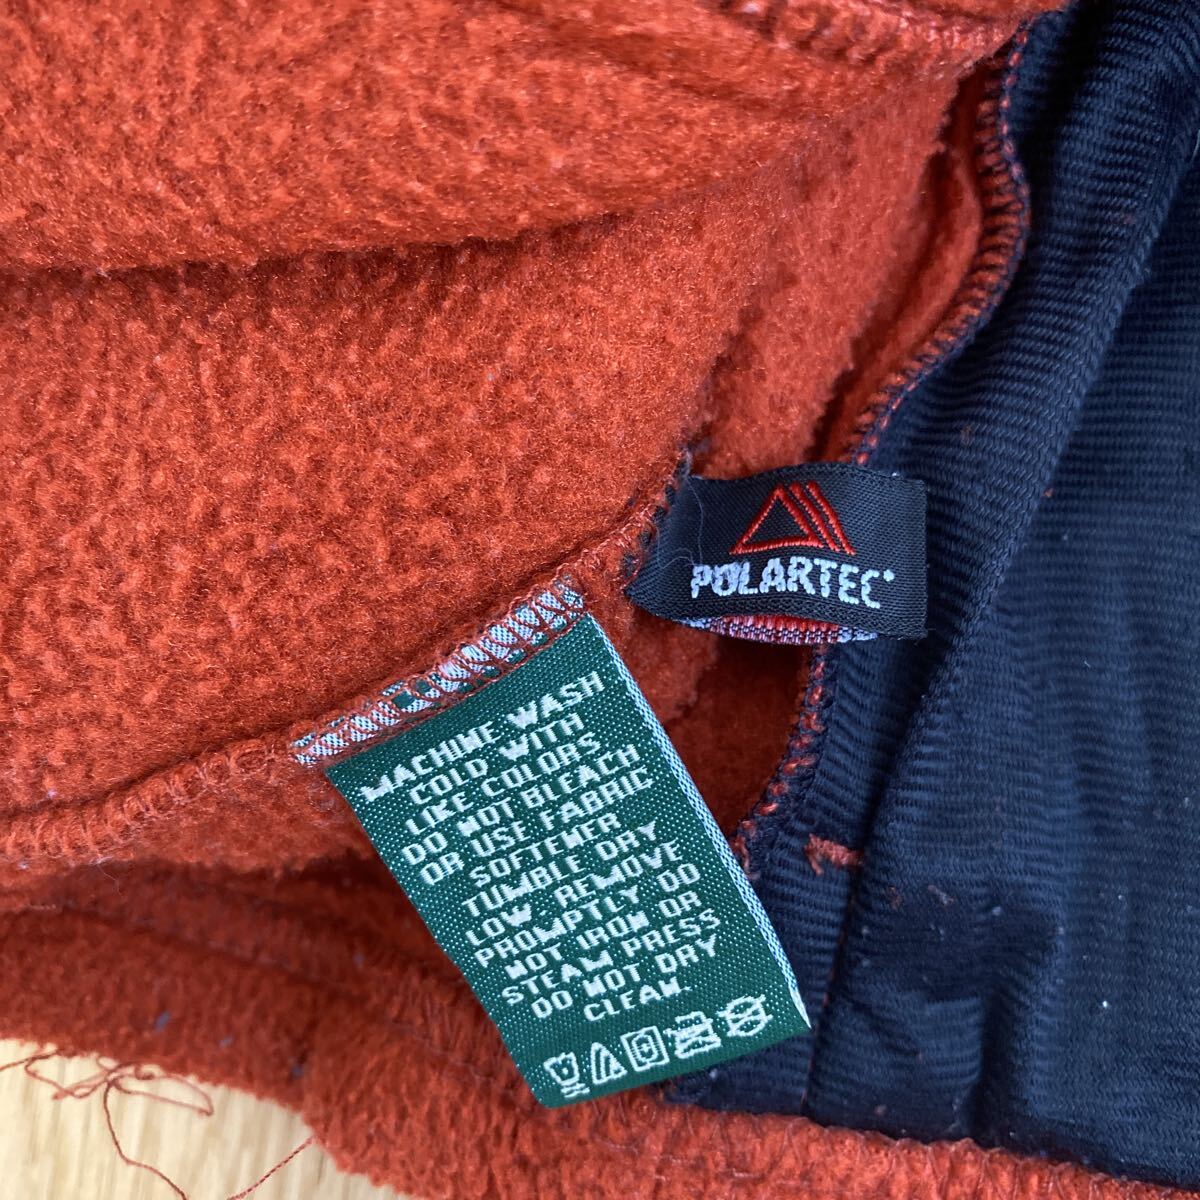 POLARTEC
MACHINE WASH
COLD WITH
LIKE COLORS
DO NOT BLEACH
OR USE FABRIC
SOFTENER
TUMBLE DRY
LOW. REMOVE
PROMPTLY DO
NOT IRON OR
STEAM PRESS
DO NOT DRY
CLEAN.